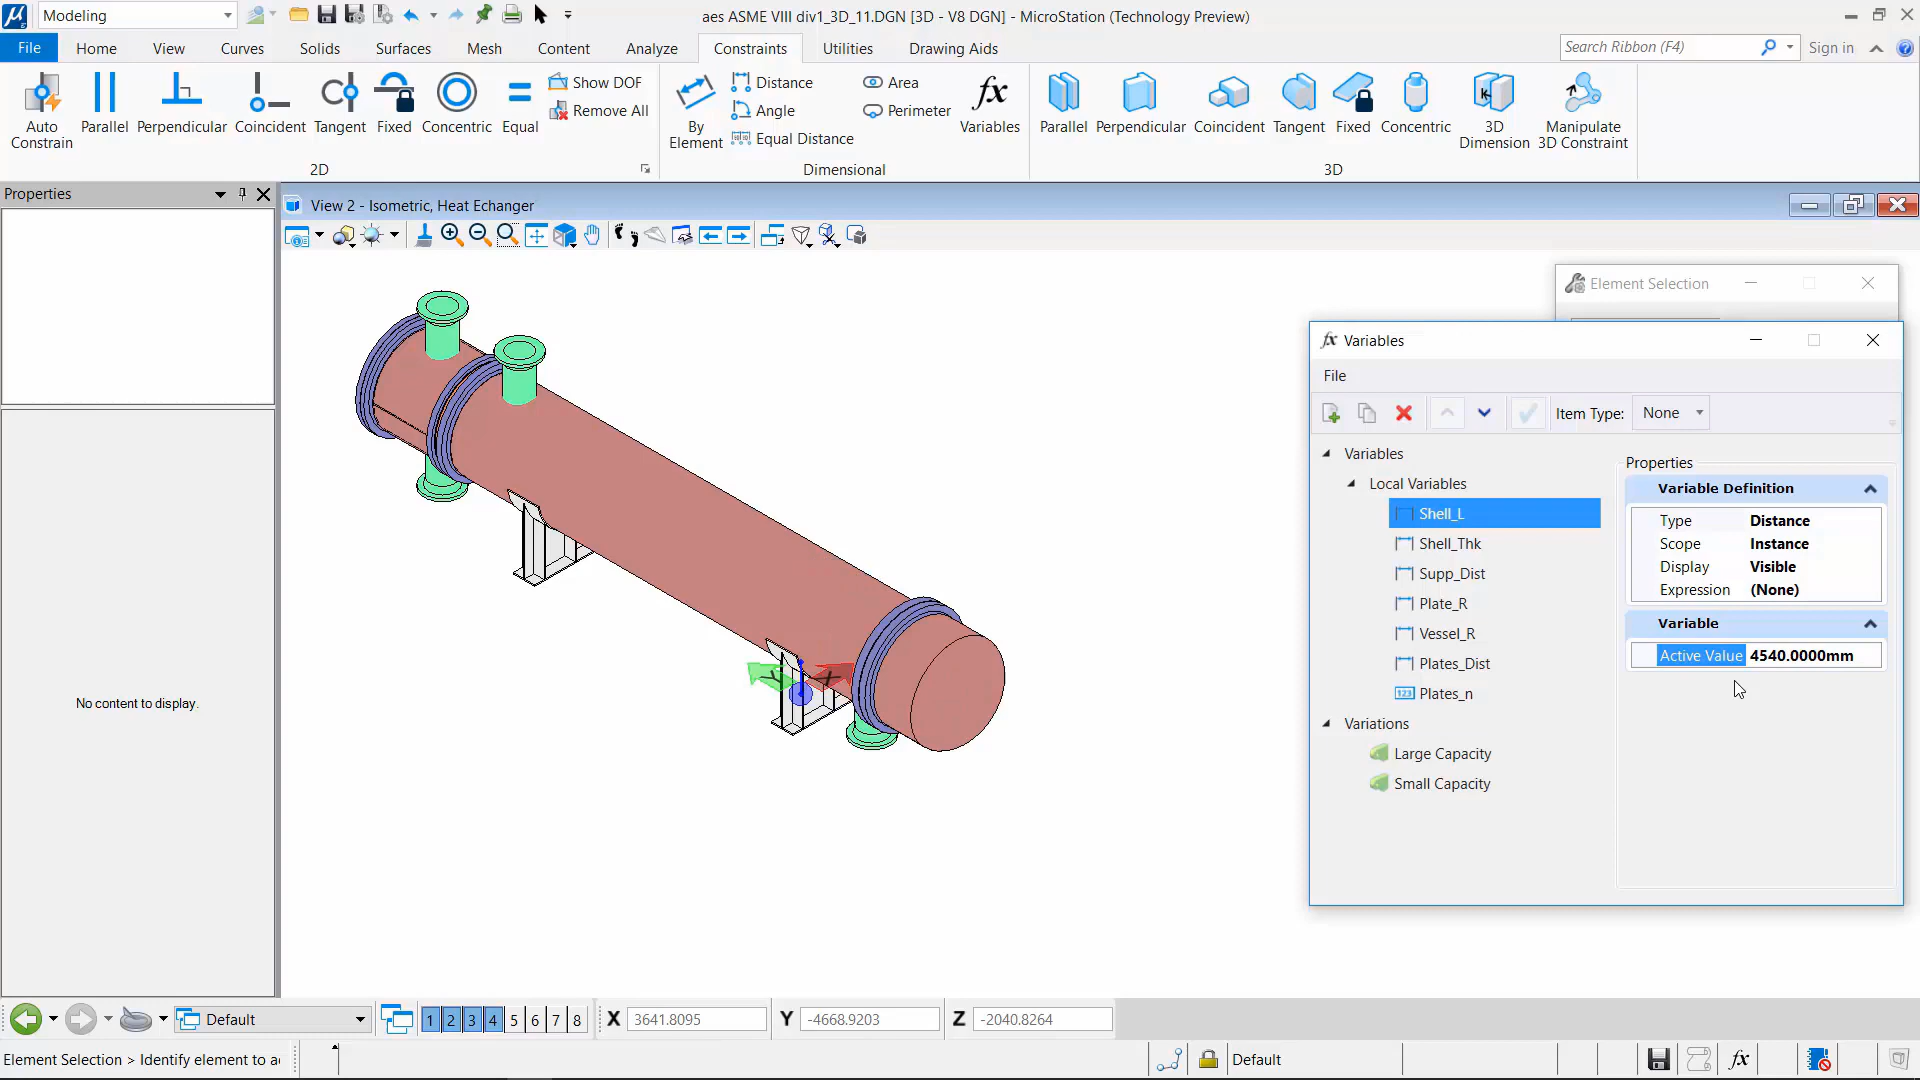 Modeling
aes ASME VIII div1_3D_11.DGN [3D - V8 DGN] - MicroStation (Technology Preview)
File Home View Curves Solids Surfaces Mesh Content Analyze Constraints Utilities Drawing Aids
Search Ribbon (F4)
Sign in
Auto Constrain
Parallel
Perpendicular
Coincident
Tangent
Fixed
Concentric
Equal
Show DOF
Remove All
2D
By Element
Distance
Angle
Equal Distance
Area
Perimeter
fx
Variables
Dimensional
Parallel
Perpendicular
Coincident
Tangent
Fixed
Concentric
3D Dimension
Manipulate 3D Constraint
3D
Properties
No content to display.
View 2 - Isometric, Heat Echanger
Y X
Element Selection
fx Variables
File
Item Type: None
Variables
Local Variables
Shell_L
Shell_Thk
Supp_Dist
Plate_R
Vessel_R
Plates_Dist
123 Plates_n
Variations
Large Capacity
Small Capacity
Properties
Variable Definition
Type Distance
Scope Instance
Display Visible
Expression (None)
Variable
Active Value 4540.0000mm
Default
1 2 3 4 5 6 7 8
X 3641.8095
Y -4668.9203
Z -2040.8264
Element Selection > Identify element to a
Default
fx